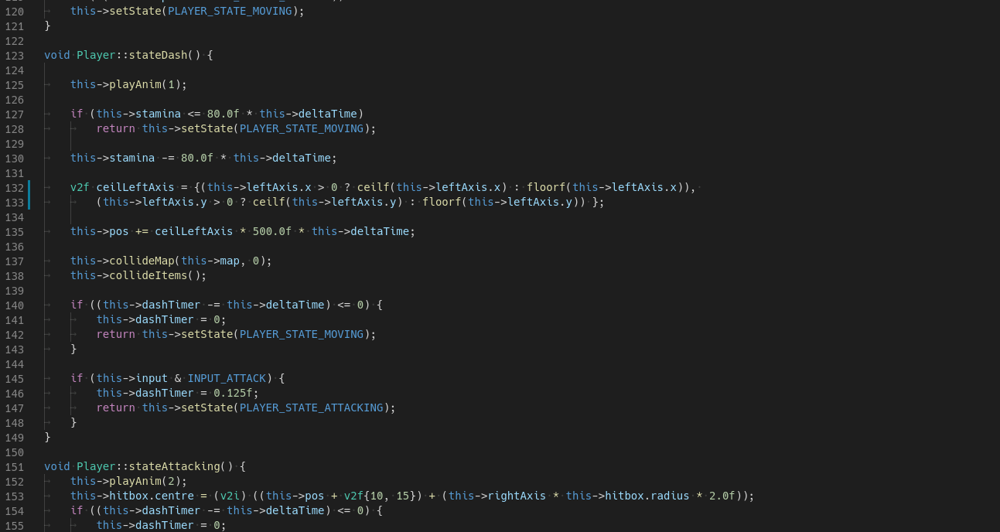 120 this->setState(PLAYER_STATE_MOVING);
121 }
122
123 void Player::stateDash() {
124
125 this->playAnim(1);
126
127 if (this->stamina <= 80.0f * this->deltaTime)
128 return this->setState(PLAYER_STATE_MOVING);
129
130 this->stamina -= 80.0f * this->deltaTime;
131
132 v2f ceilLeftAxis = {(this->leftAxis.x > 0 ? ceilf(this->leftAxis.x) : floorf(this->leftAxis.x)),
133 (this->leftAxis.y > 0 ? ceilf(this->leftAxis.y) : floorf(this->leftAxis.y)) };
134
135 this->pos += ceilLeftAxis * 500.0f * this->deltaTime;
136
137 this->collideMap(this->map, 0);
138 this->collideItems();
139
140 if ((this->dashTimer -= this->deltaTime) <= 0) {
141 this->dashTimer = 0;
142 return this->setState(PLAYER_STATE_MOVING);
143 }
144
145 if (this->input & INPUT_ATTACK) {
146 this->dashTimer = 0.125f;
147 return this->setState(PLAYER_STATE_ATTACKING);
148 }
149 }
150
151 void Player::stateAttacking() {
152 this->playAnim(2);
153 this->hitbox.centre = (v2i) ((this->pos + v2f{10, 15}) + (this->rightAxis * this->hitbox.radius * 2.0f));
154 if ((this->dashTimer -= this->deltaTime) <= 0) {
155 this->dashTimer = 0;